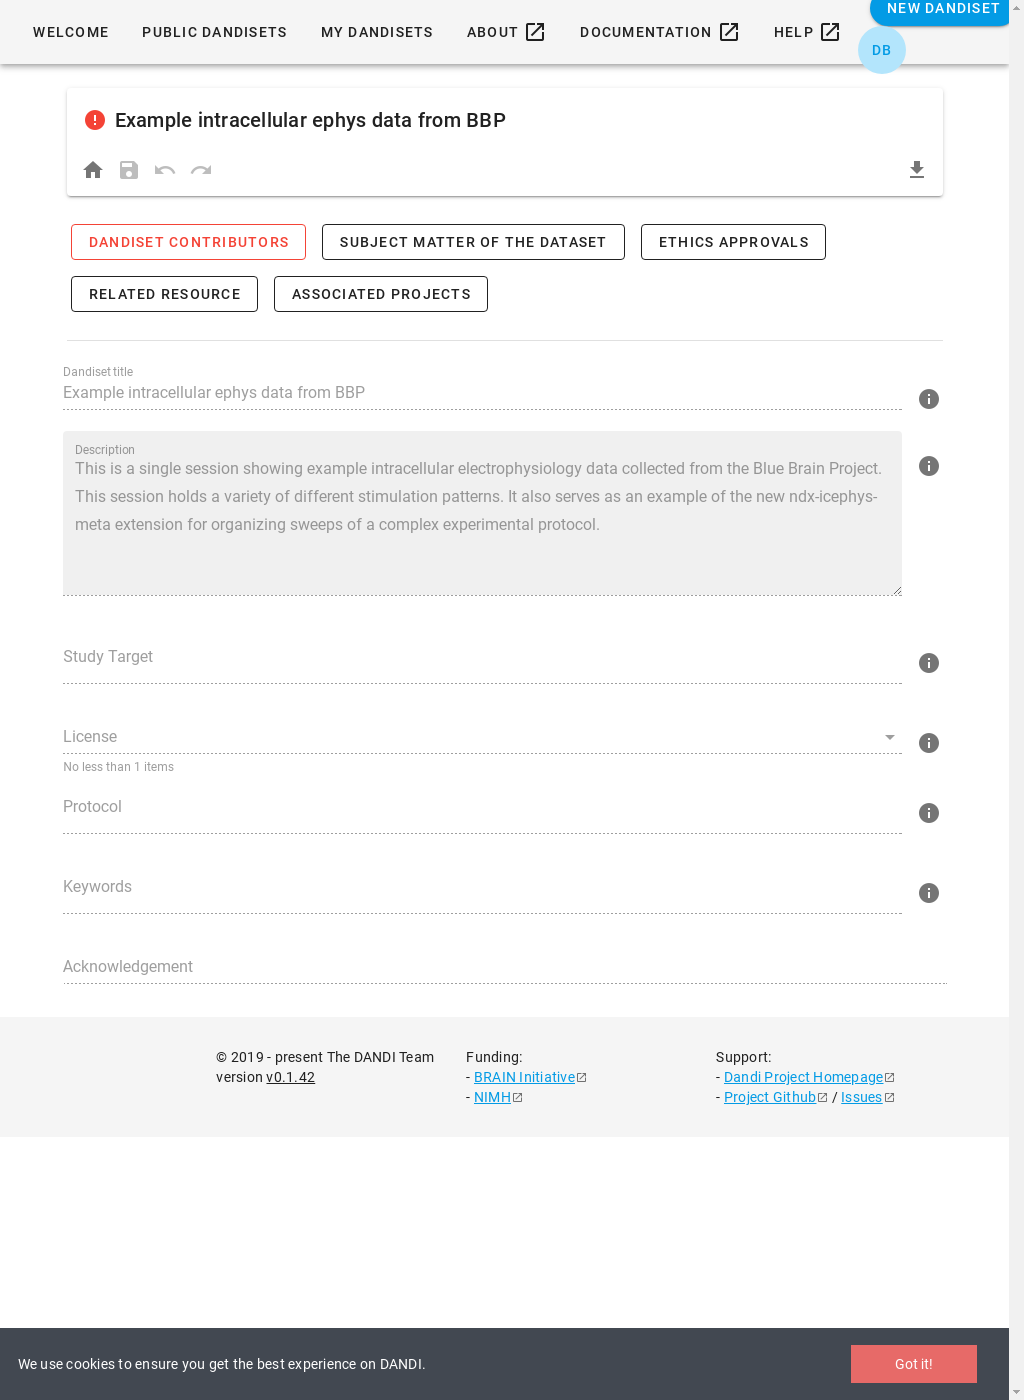 NEW DANDISET
WELCOME PUBLIC DANDISETS MY DANDISETS ABOUT DOCUMENTATION HELP
DB
Example intracellular ephys data from BBP
DANDISET CONTRIBUTORS SUBJECT MATTER OF THE DATASET ETHICS APPROVALS
RELATED RESOURCE ASSOCIATED PROJECTS
Dandiset title
Example intracellular ephys data from BBP
Description
This is a single session showing example intracellular electrophysiology data collected from the Blue Brain Project.
This session holds a variety of different stimulation patterns. It also serves as an example of the new ndx-icephys-
meta extension for organizing sweeps of a complex experimental protocol.
Study Target
License
No less than 1 items
Protocol
Keywords
Acknowledgement
© 2019 - present The DANDI Team
version v0.1.42
Funding:
- BRAIN Initiative
- NIMH
Support:
- Dandi Project Homepage
- Project Github / Issues
We use cookies to ensure you get the best experience on DANDI.
Got it!